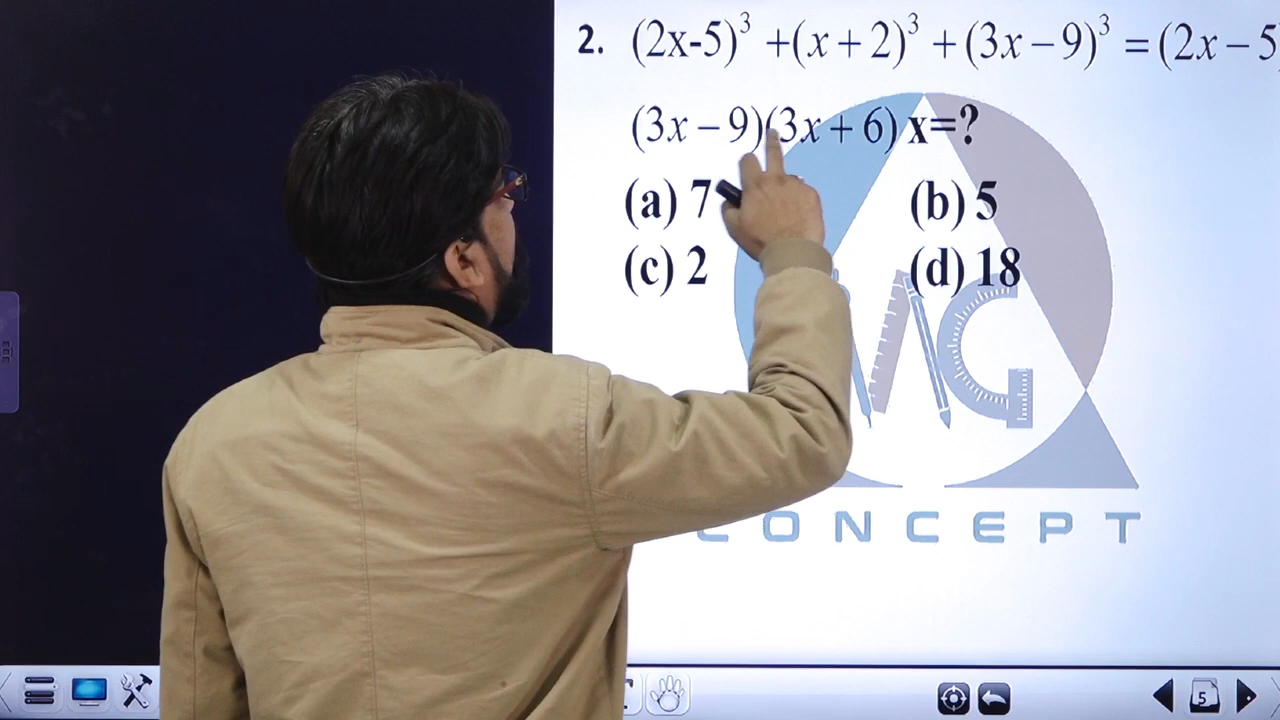 2. (2x-5)³ +(x+2)³ +(3x−9)³ =(2x−5
(3x−9)(3x+6) x=?
(a) 7
(b) 5
(c) 2
(d) 18
CONCEPT
5